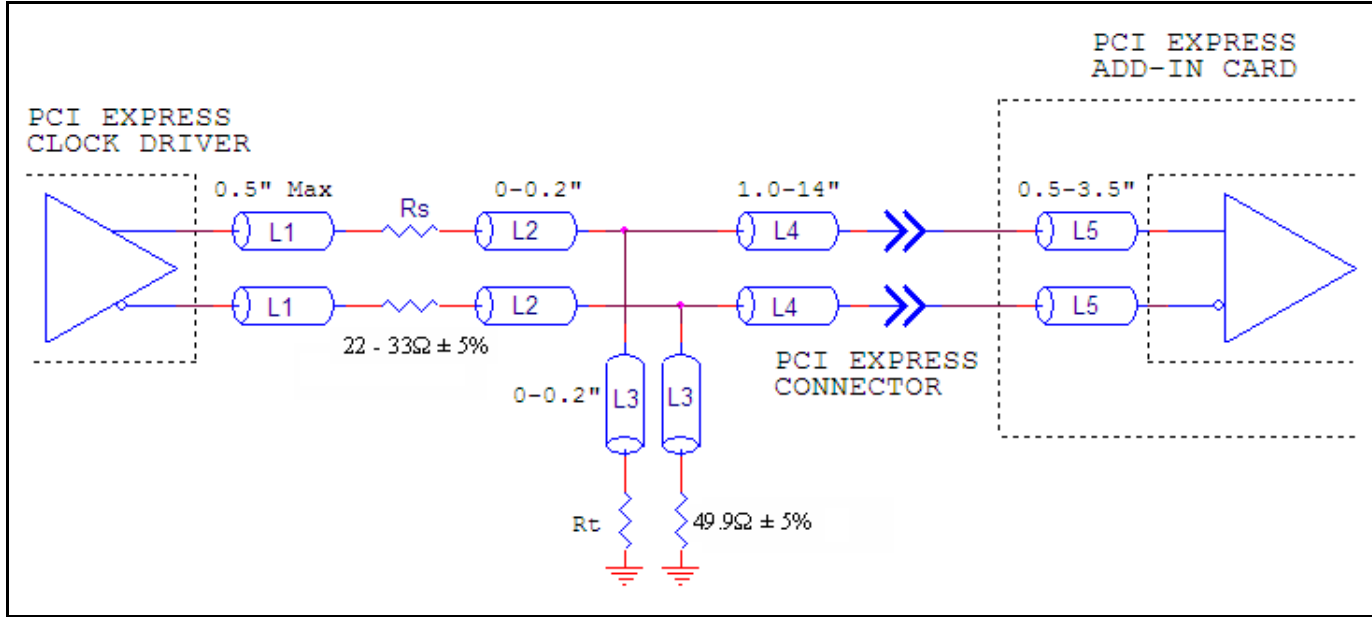 PCI EXPRESS
ADD-IN CARD
PCI EXPRESS
CLOCK DRIVER
0.5" Max
0-0.2"
1.0-14"
0.5-3.5"
L1
Rs
L2
L4
L5
L1
L2
L4
L5
22 - 33Ω ± 5%
PCI EXPRESS
CONNECTOR
0-0.2"
L3
L3
Rt
49.9Ω ± 5%